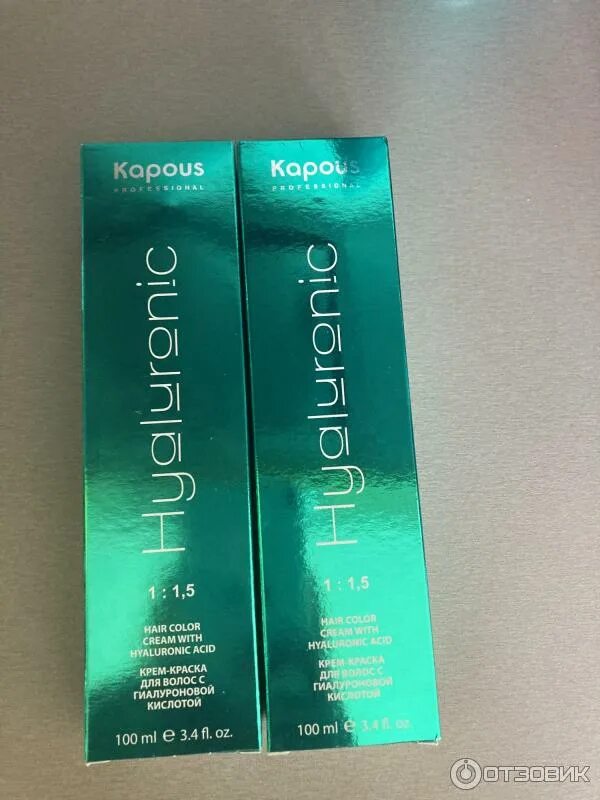 Kapous
PROFESSIONAL
Hyaluronic
1 : 1,5
HAIR COLOR
CREAM WITH
HYALURONIC ACID
КРЕМ-КРАСКА
ДЛЯ ВОЛОС С
ГИАЛУРОНОВОЙ
КИСЛОТОЙ
100 ml ℮ 3.4 fl. oz.
Kapous
PROFESSIONAL
Hyaluronic
1 : 1,5
HAIR COLOR
CREAM WITH
HYALURONIC ACID
КРЕМ-КРАСКА
ДЛЯ ВОЛОС С
ГИАЛУРОНОВОЙ
КИСЛОТОЙ
100 ml ℮ 3.4 fl. oz.
ОТЗОВИК